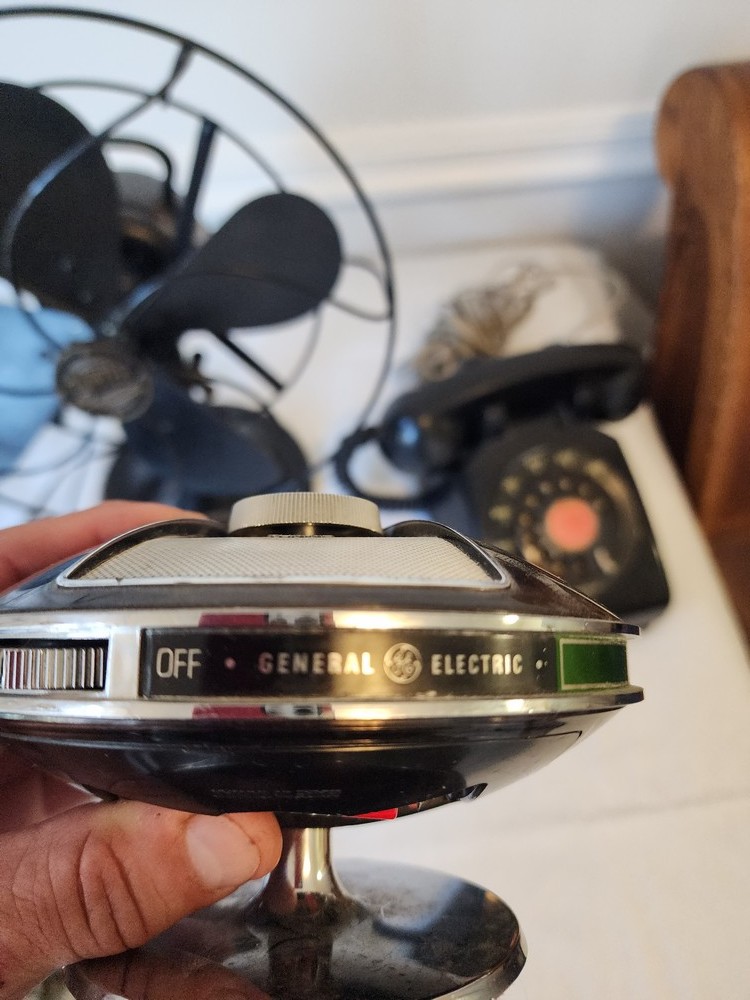 OFF • GENERAL GE ELECTRIC •